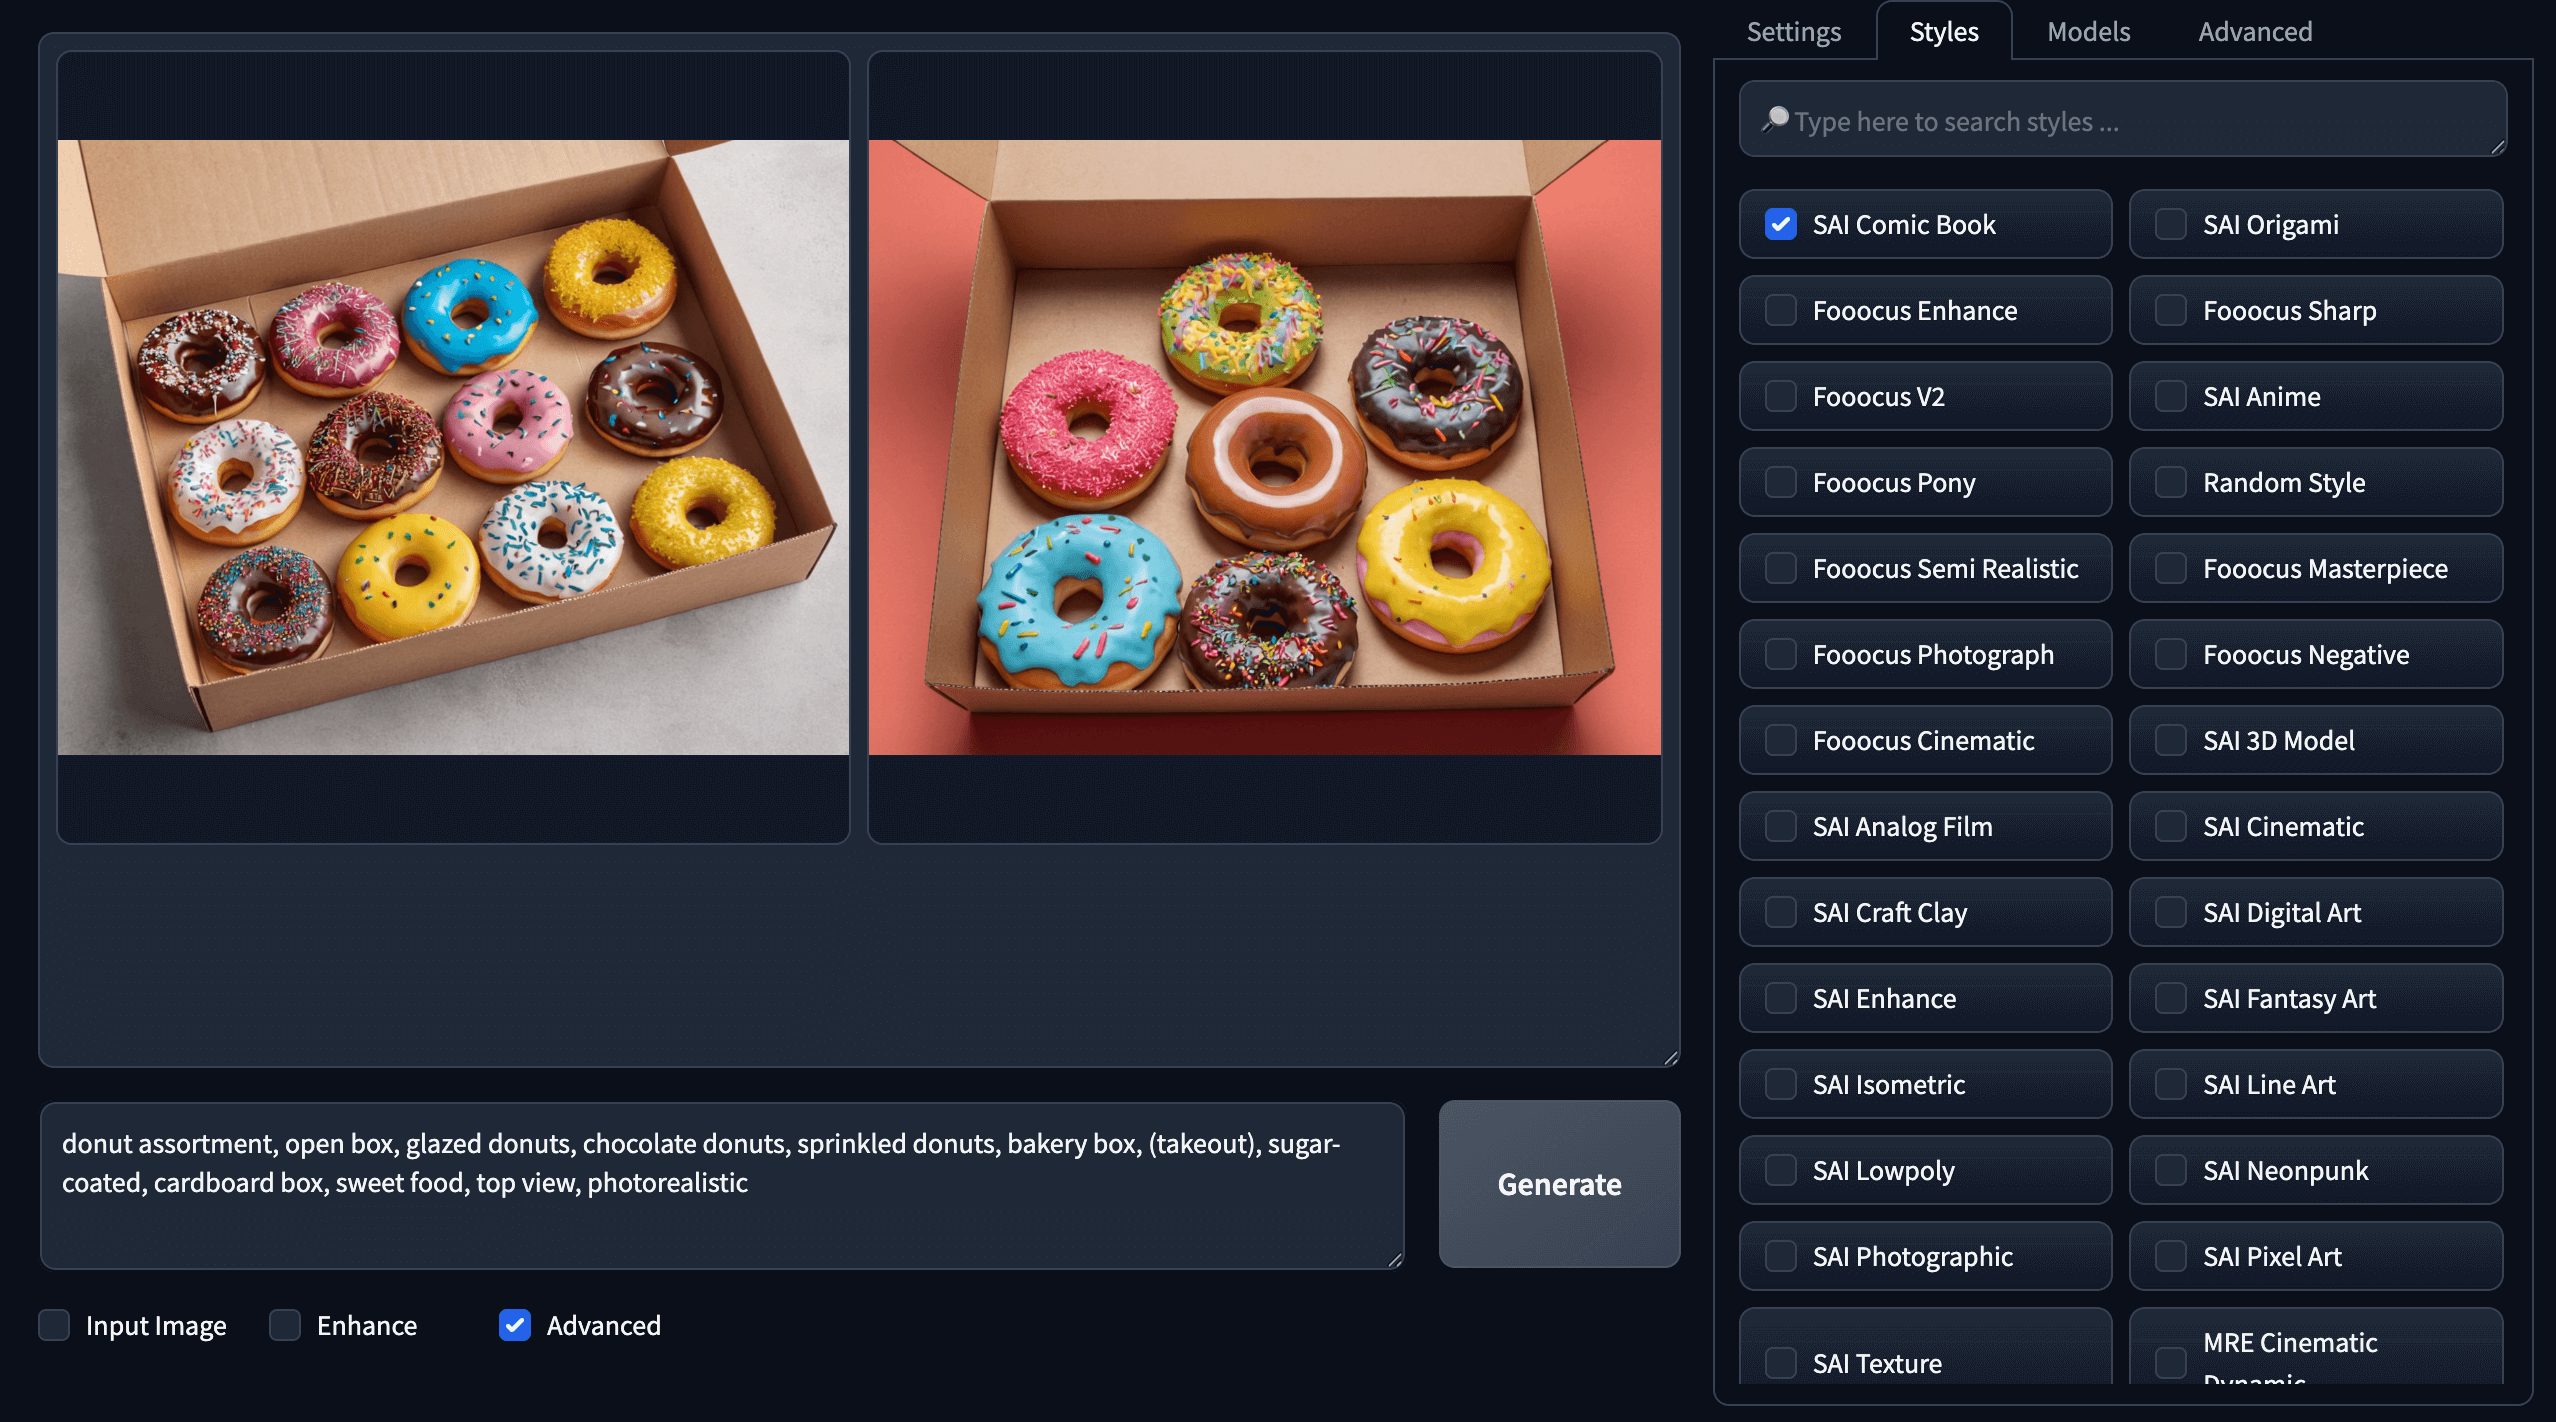 Settings
Styles
Models
Advanced
Type here to search styles ...
SAI Comic Book
SAI Origami
Fooocus Enhance
Fooocus Sharp
Fooocus V2
SAI Anime
Fooocus Pony
Random Style
Fooocus Semi Realistic
Fooocus Masterpiece
Fooocus Photograph
Fooocus Negative
Fooocus Cinematic
SAI 3D Model
SAI Analog Film
SAI Cinematic
SAI Craft Clay
SAI Digital Art
SAI Enhance
SAI Fantasy Art
SAI Isometric
SAI Line Art
SAI Lowpoly
SAI Neonpunk
SAI Photographic
SAI Pixel Art
SAI Texture
MRE Cinematic
Dynamic
donut assortment, open box, glazed donuts, chocolate donuts, sprinkled donuts, bakery box, (takeout), sugar-
coated, cardboard box, sweet food, top view, photorealistic
Generate
Input Image
Enhance
Advanced